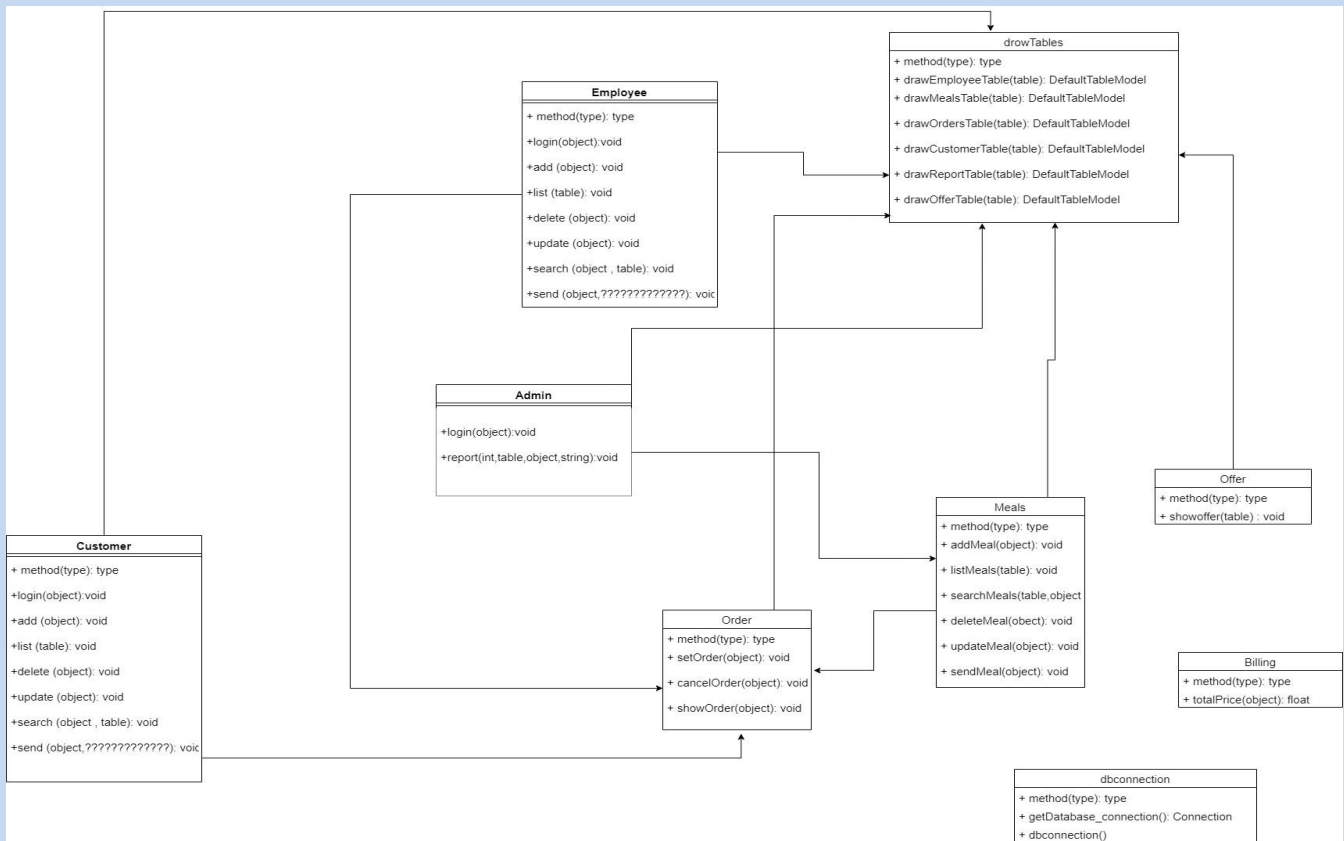 drowTables
+ method(type): type
+ drawEmployeeTable(table): DefaultTableModel
+ drawMealsTable(table): DefaultTableModel
+ drawOrdersTable(table): DefaultTableModel
+ drawCustomerTable(table): DefaultTableModel
+ drawReportTable(table): DefaultTableModel
+ drawOfferTable(table): DefaultTableModel
Employee
+ method(type): type
+login(object):void
+add (object): void
+list (table): void
+delete (object): void
+update (object): void
+search (object , table): void
+send (object,?????????????): voic
Admin
+login(object):void
+report(int,table,object,string):void
Offer
+ method(type): type
+ showoffer(table) : void
Meals
+ method(type): type
+ addMeal(object): void
+ listMeals(table): void
+ searchMeals(table,object
+ deleteMeal(obect): void
+ updateMeal(object): void
+ sendMeal(object): void
Customer
+ method(type): type
+login(object):void
+add (object): void
+list (table): void
+delete (object): void
+update (object): void
+search (object , table): void
+send (object,?????????????): voic
Order
+ method(type): type
+ setOrder(object): void
+ cancelOrder(object): void
+ showOrder(object): void
Billing
+ method(type): type
+ totalPrice(object): float
dbconnection
+ method(type): type
+ getDatabase_connection(): Connection
+ dbconnection()